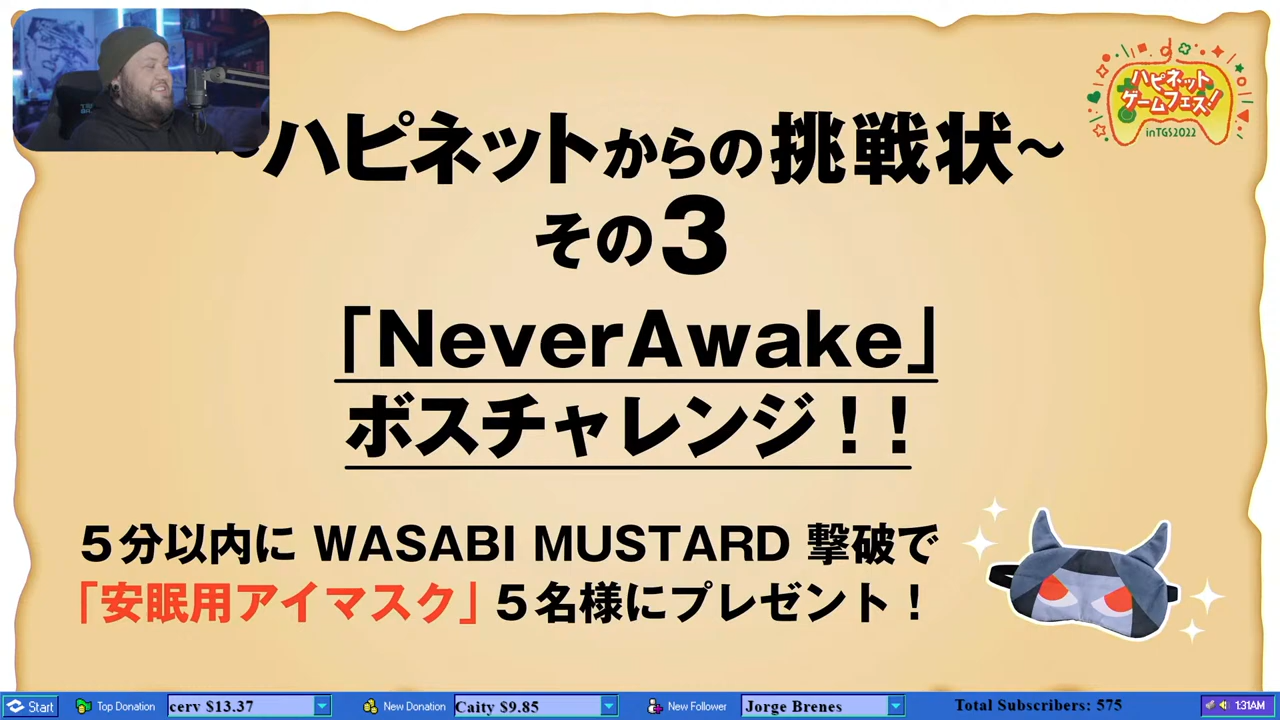 ハピネット
ゲームフェス!
inTGS2022
~ハピネットからの挑戦状~
その3
「NeverAwake」
ボスチャレンジ!!
5分以内に WASABI MUSTARD 撃破で
「安眠用アイマスク」5名様にプレゼント!
Start Top Donation cerv $13.37 New Donation Caity $9.85 New Follower Jorge Brenes Total Subscribers: 575 1:31AM